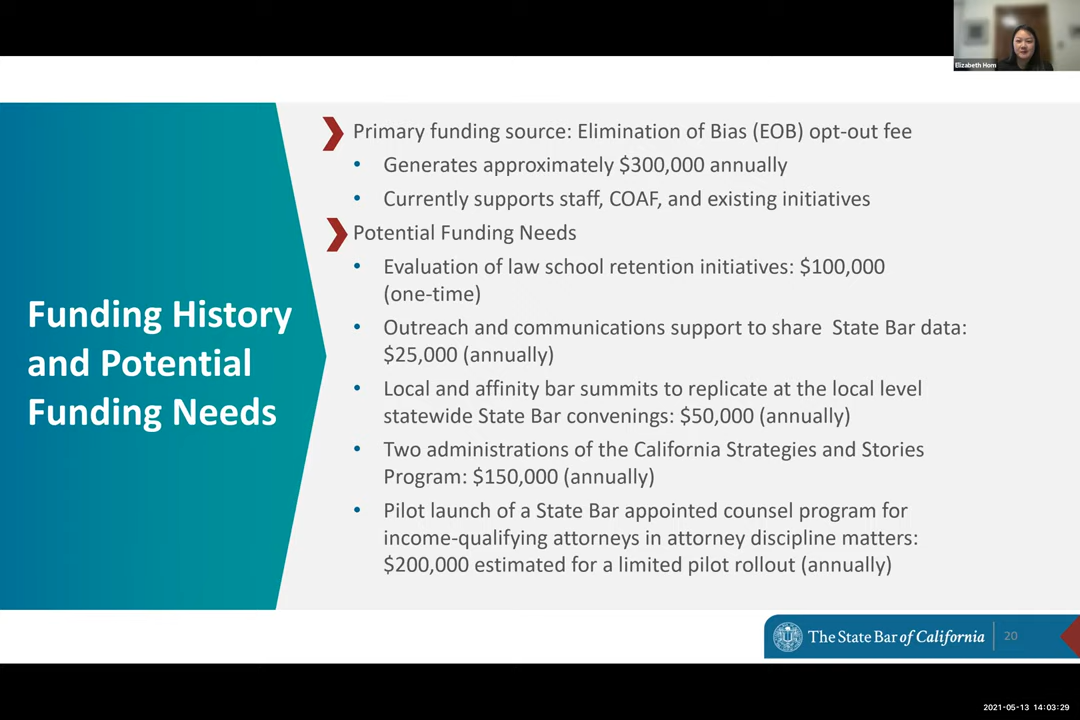 Elizabeth Hom
Funding History
and Potential
Funding Needs
Primary funding source: Elimination of Bias (EOB) opt-out fee
• Generates approximately $300,000 annually
• Currently supports staff, COAF, and existing initiatives
Potential Funding Needs
• Evaluation of law school retention initiatives: $100,000
(one-time)
• Outreach and communications support to share State Bar data:
$25,000 (annually)
• Local and affinity bar summits to replicate at the local level
statewide State Bar convenings: $50,000 (annually)
• Two administrations of the California Strategies and Stories
Program: $150,000 (annually)
• Pilot launch of a State Bar appointed counsel program for
income-qualifying attorneys in attorney discipline matters:
$200,000 estimated for a limited pilot rollout (annually)
The State Bar of California 20
2021-05-13 14:03:29